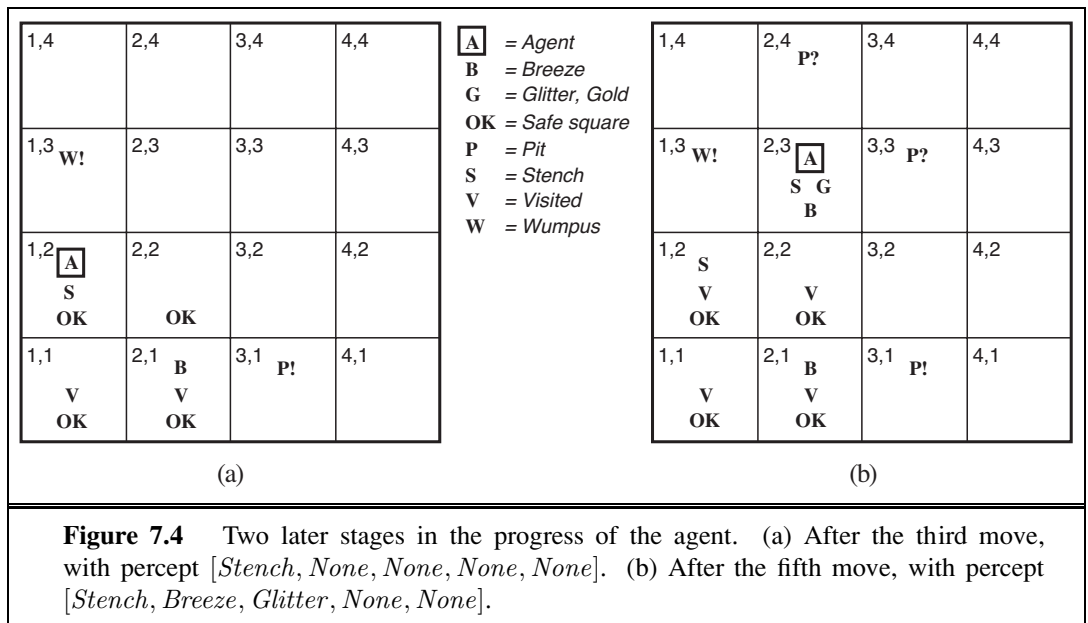 1,4 2,4 3,4 4,4
1,3 W! 2,3 3,3 4,3
1,2 A 2,2 3,2 4,2
S
OK OK
1,1 2,1 B 3,1 P! 4,1
V V
OK OK
(a)
A = Agent
B = Breeze
G = Glitter, Gold
OK = Safe square
P = Pit
S = Stench
V = Visited
W = Wumpus
1,4 2,4 P? 3,4 4,4
1,3 W! 2,3 A 3,3 P? 4,3
S G
B
1,2 S 2,2 3,2 4,2
V V
OK OK
1,1 2,1 B 3,1 P! 4,1
V V
OK OK
(b)
Figure 7.4 Two later stages in the progress of the agent. (a) After the third move,
with percept [Stench, None, None, None, None]. (b) After the fifth move, with percept
[Stench, Breeze, Glitter, None, None].